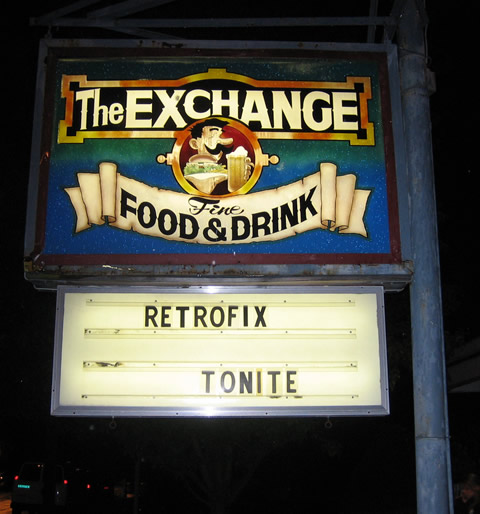 The EXCHANGE
Fine
FOOD & DRINK
RETROFIX
TONITE